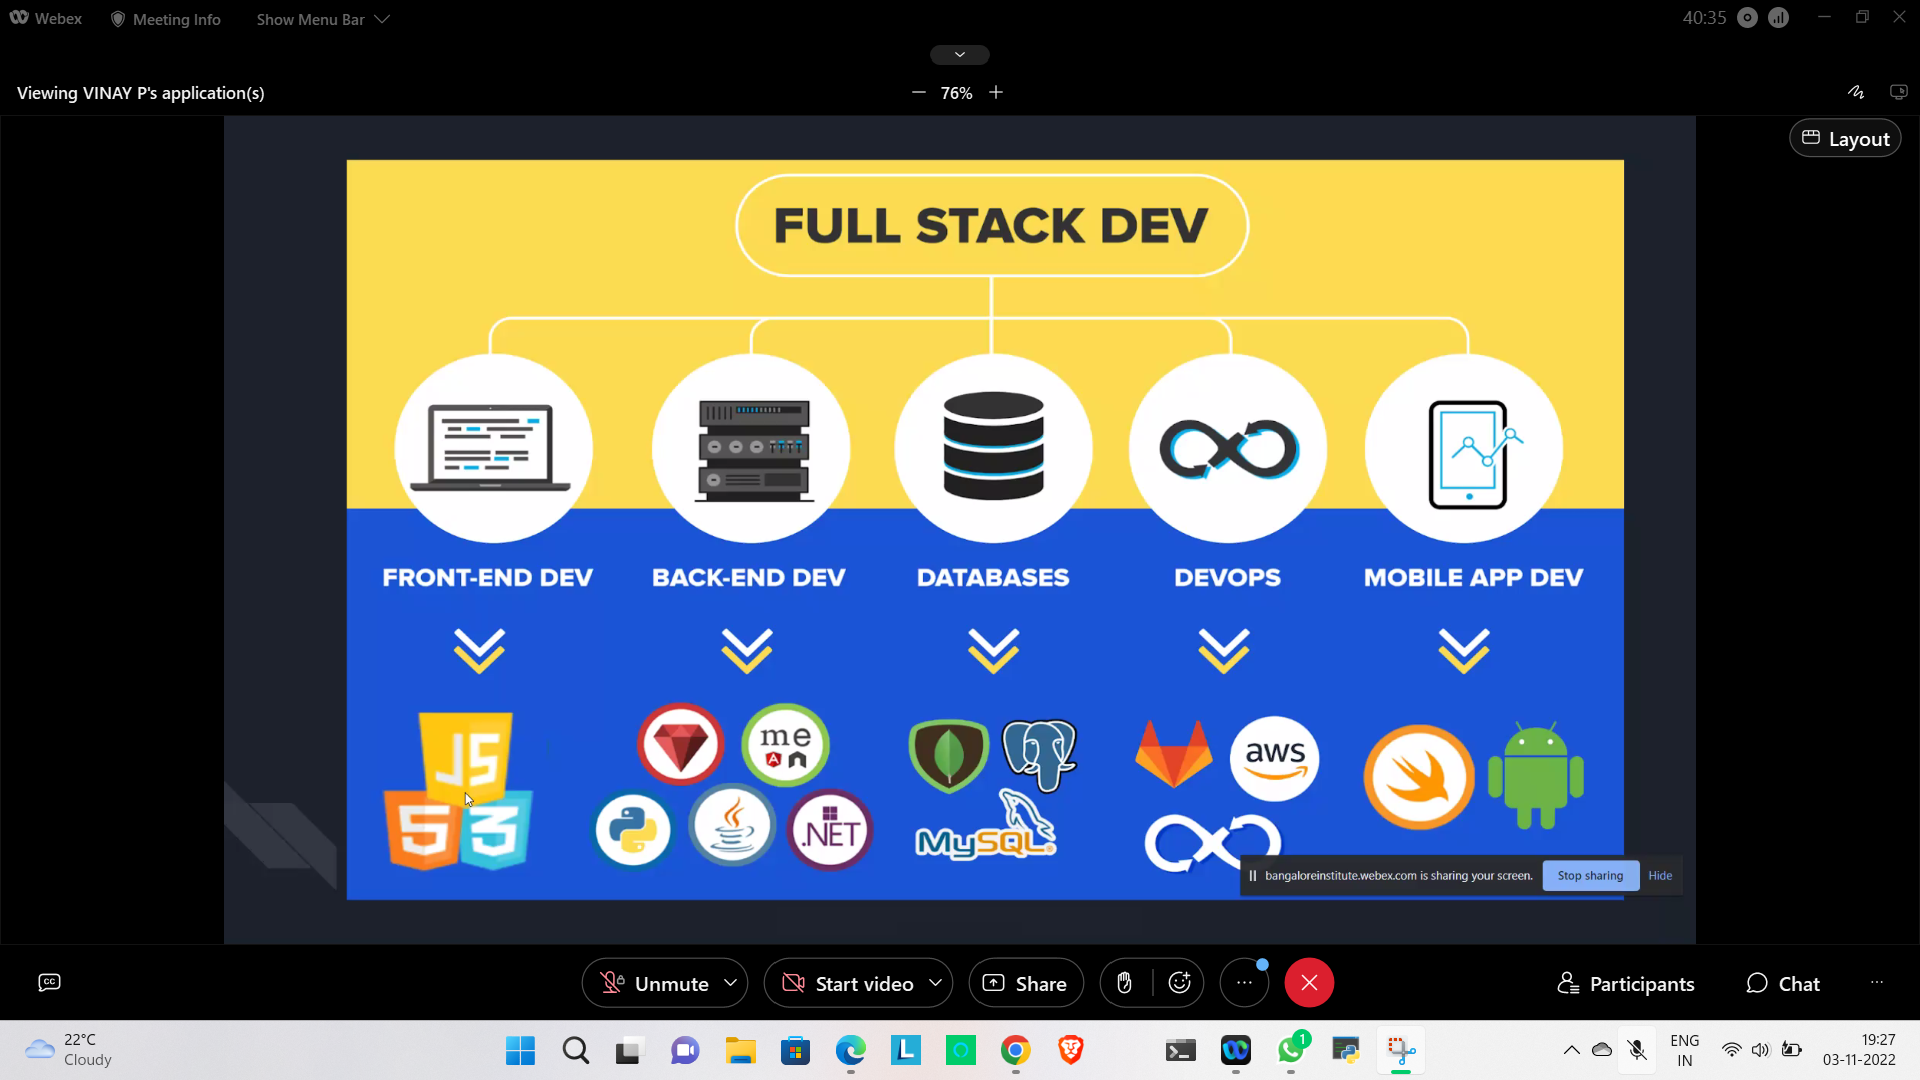 Webex
Meeting Info
Show Menu Bar
40:35
Viewing VINAY P's application(s)
76%
Layout
FULL STACK DEV
FRONT-END DEV
BACK-END DEV
DATABASES
DEVOPS
MOBILE APP DEV
JS
5
3
me
A
.NET
MySQL
aws
bangaloreinstitute.webex.com is sharing your screen.
Stop sharing
Hide
CC
Unmute
Start video
Share
Participants
Chat
22°C
Cloudy
L
1
ENG
IN
19:27
03-11-2022